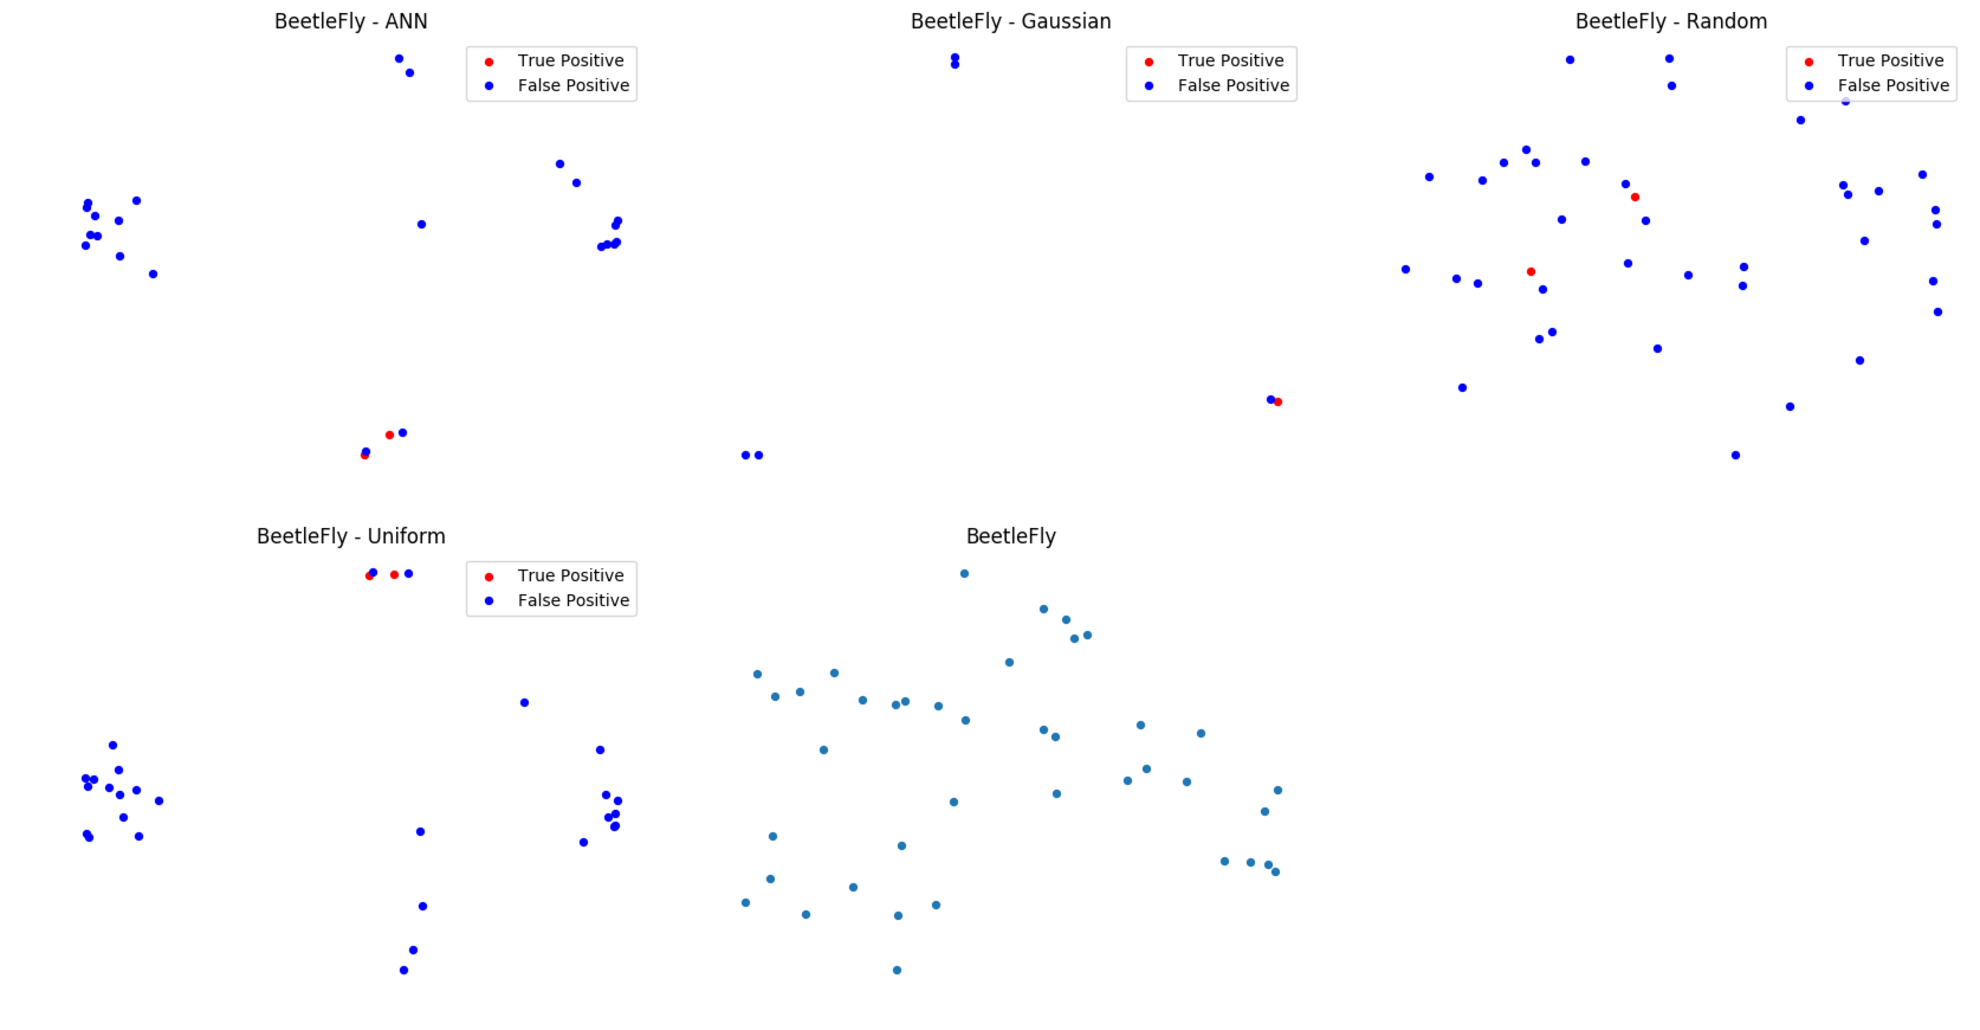 BeetleFly - ANN
True Positive
False Positive
BeetleFly - Gaussian
True Positive
False Positive
BeetleFly - Random
True Positive
False Positive
BeetleFly - Uniform
True Positive
False Positive
BeetleFly